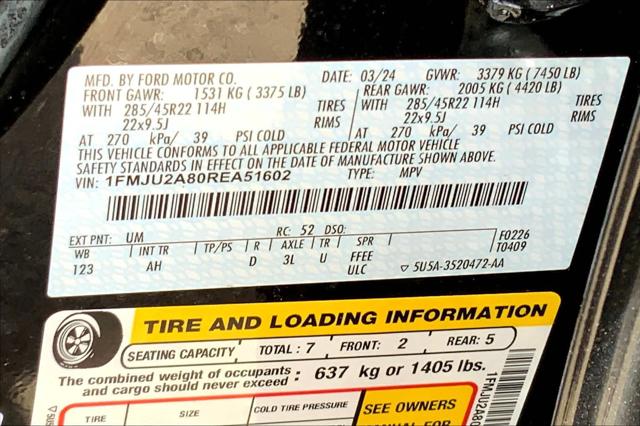 MFD. BY FORD MOTOR CO. DATE: 03/24 GVWR: 3379 KG (7450 LB)
FRONT GAWR: 1531 KG (3375 LB) REAR GAWR: 2005 KG (4420 LB)
WITH 285/45R22 114H TIRES WITH 285/45R22 114H TIRES
22x9.5J RIMS 22x9.5J RIMS
AT 270 kPa/ 39 PSI COLD AT 270 kPa/ 39 PSI COLD
THIS VEHICLE CONFORMS TO ALL APPLICABLE FEDERAL MOTOR VEHICLE
SAFETY STANDARDS IN EFFECT ON THE DATE OF MANUFACTURE SHOWN ABOVE.
VIN: 1FMJU2A80REA51602 TYPE: MPV
EXT PNT: UM RC: 52 DSO: F0226
WB INT TR TP/PS R AXLE TR SPR T0409
123 AH D 3L U FFEE
ULC ▽ 5U5A-3520472-AA
TIRE AND LOADING INFORMATION
SEATING CAPACITY TOTAL: 7 FRONT: 2 REAR: 5
The combined weight of occupants and cargo should never exceed : 637 kg or 1405 lbs.
TIRE SIZE COLD TIRE PRESSURE SEE OWNERS
1FMJU2A80